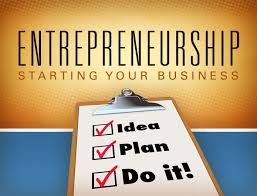 ENTREPRENEURSHIP
STARTING YOUR BUSINESS
Idea
Plan
Do it!